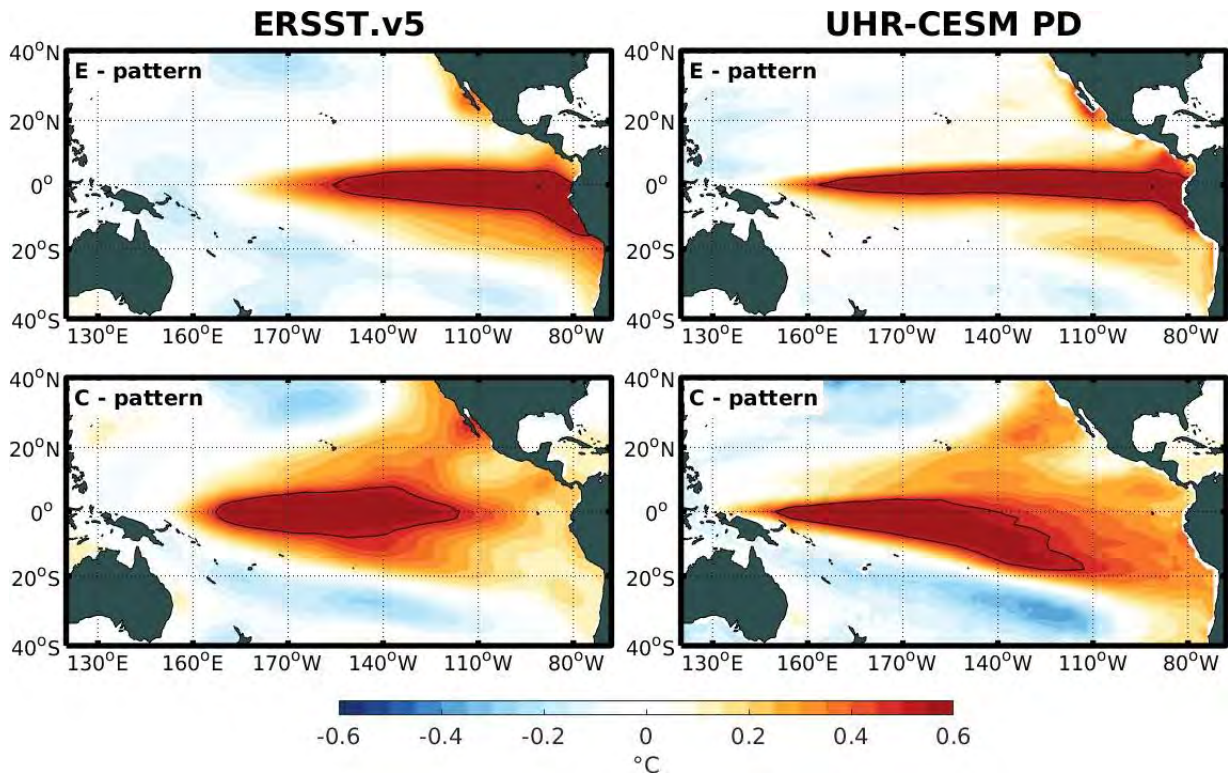 ERSST.v5 UHR-CESM PD
40°N E - pattern 40°N E - pattern
20°N 20°N
0° 0°
20°S 20°S
40°S 40°S
130°E 160°E 170°W 140°W 110°W 80°W 130°E 160°E 170°W 140°W 110°W 80°W
40°N C - pattern 40°N C - pattern
20°N 20°N
0° 0°
20°S 20°S
40°S 40°S
130°E 160°E 170°W 140°W 110°W 80°W 130°E 160°E 170°W 140°W 110°W 80°W
-0.6 -0.4 -0.2 0 0.2 0.4 0.6
°C